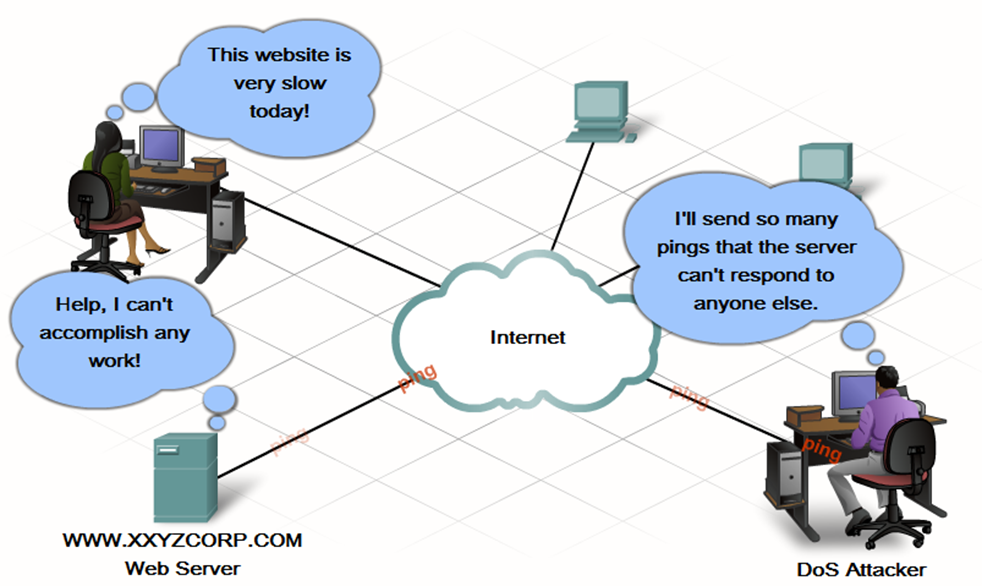 This website is
very slow
today!
I'll send so many
pings that the server
can't respond to
anyone else.
Help, I can't
accomplish any
work!
Internet
ping
ping
ping
ping
WWW.XXYZCORP.COM
Web Server
DoS Attacker